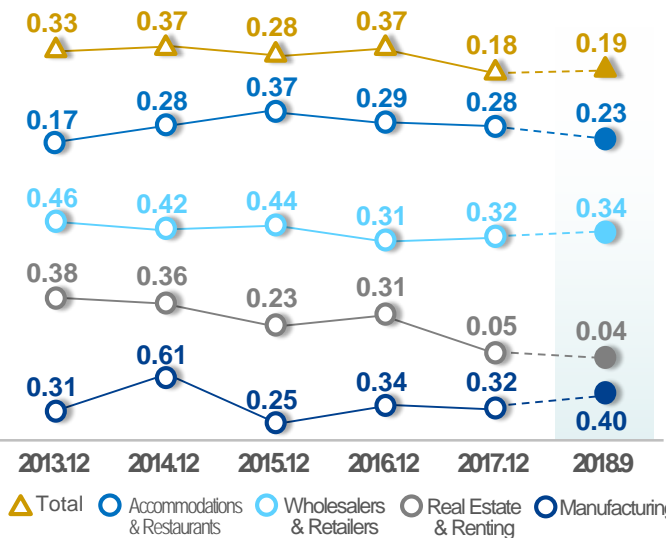 0.33 0.37 0.28 0.37 0.18 0.19
0.17 0.28 0.37 0.29 0.28 0.23
0.46 0.42 0.44 0.31 0.32 0.34
0.38 0.36 0.23 0.31 0.05 0.04
0.31 0.61 0.25 0.34 0.32 0.40
2013.12 2014.12 2015.12 2016.12 2017.12 2018.9
Total Accommodations Wholesalers Real Estate Manufacturing
& Restaurants & Retailers & Renting